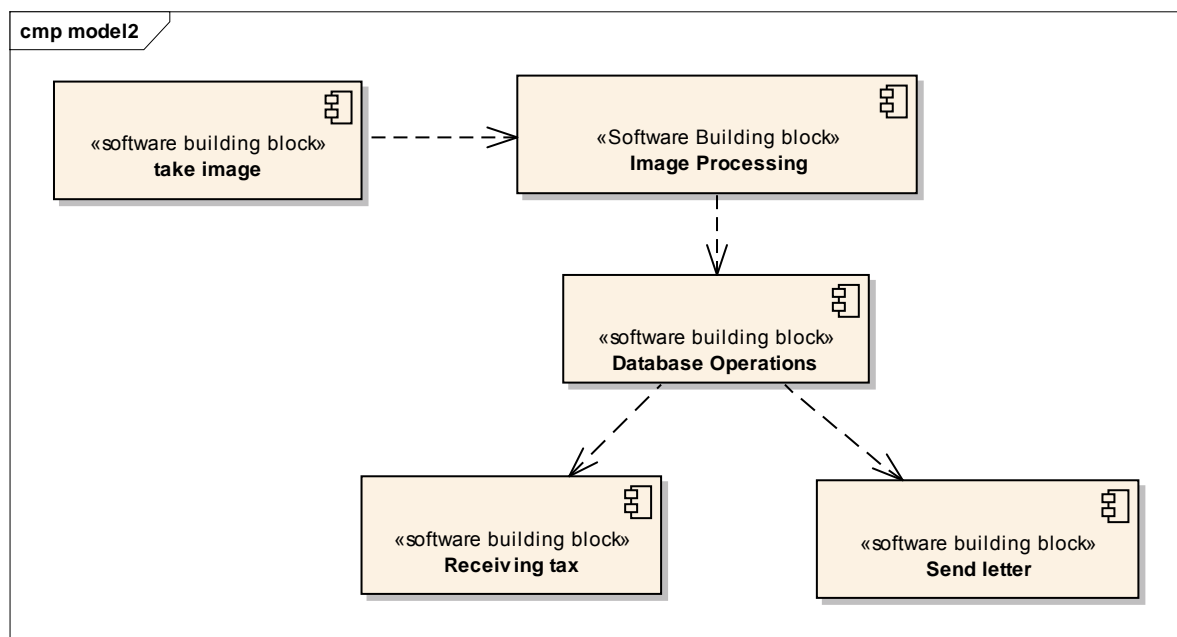 cmp model2
«software building block»
take image
«Software Building block»
Image Processing
«software building block»
Database Operations
«software building block»
Receiving tax
«software building block»
Send letter